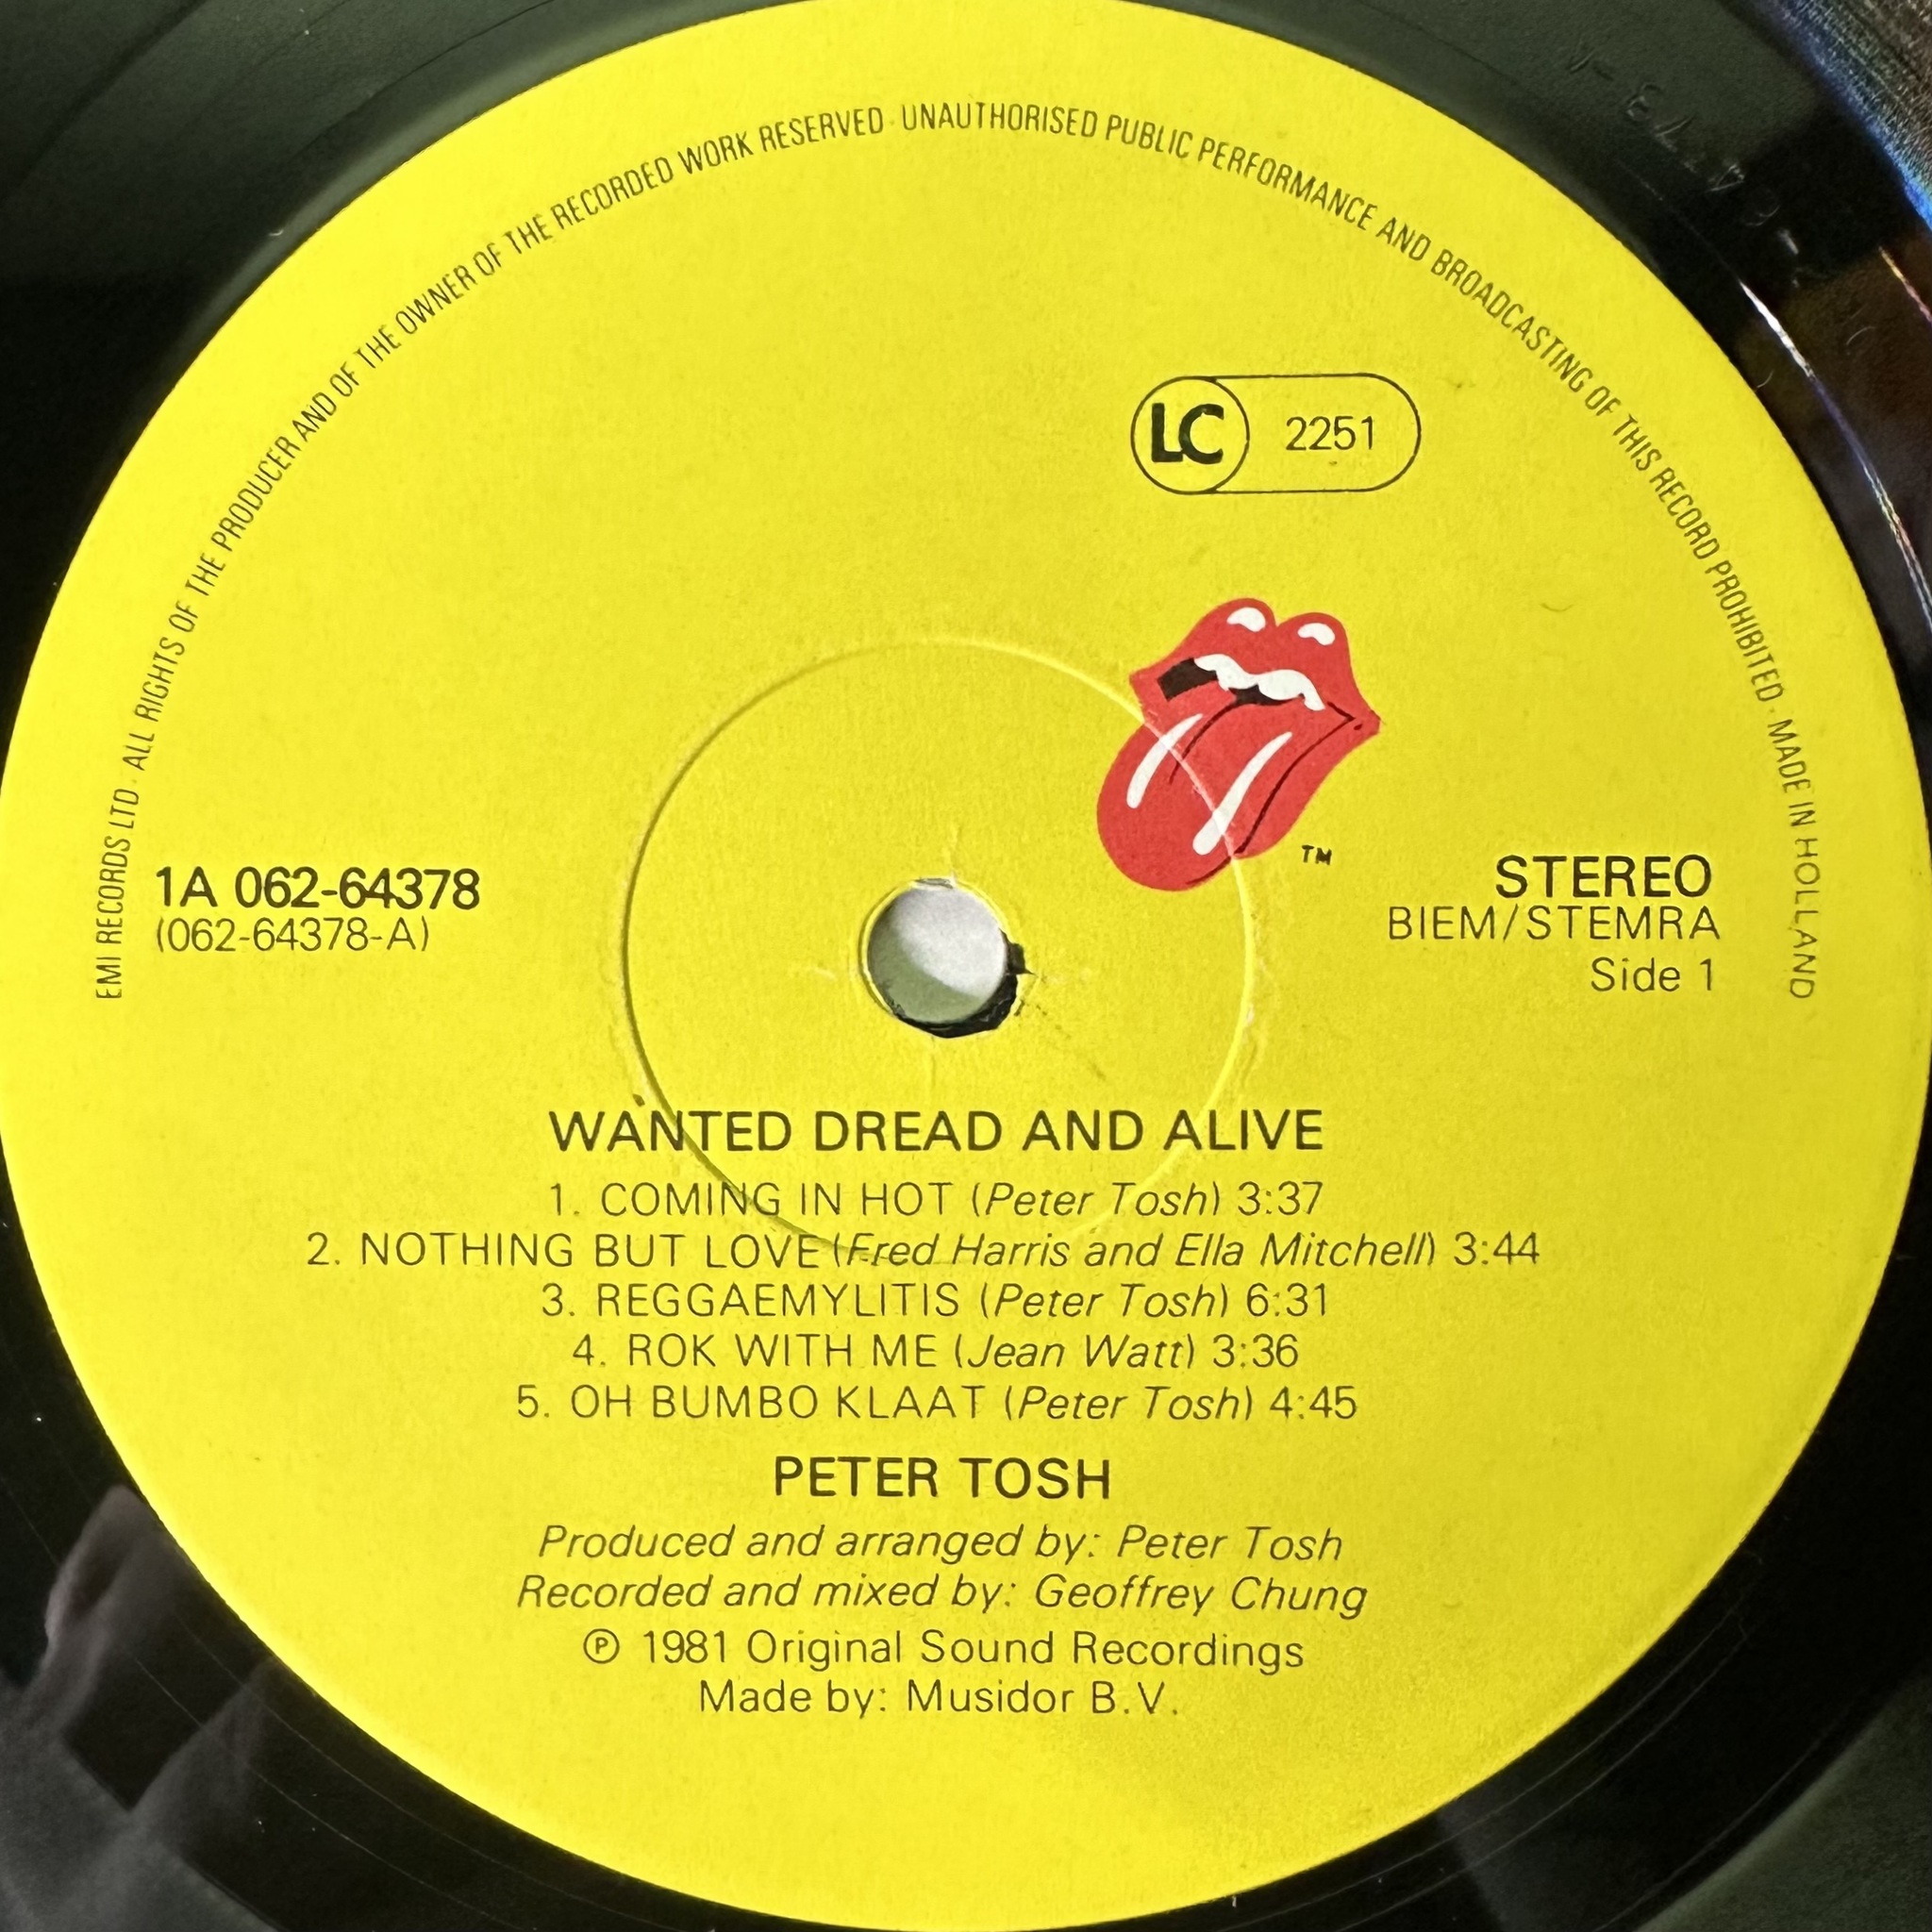 EMI RECORDS LTD · ALL RIGHTS OF THE PRODUCER AND OF THE OWNER OF THE RECORDED WORK RESERVED · UNAUTHORISED PUBLIC PERFORMANCE AND BROADCASTING OF THIS RECORD PROHIBITED · MADE IN HOLLAND
LC 2251
TM
1A 062-64378
(062-64378-A)
STEREO
BIEM/STEMRA
Side 1
WANTED DREAD AND ALIVE
1. COMING IN HOT (Peter Tosh) 3:37
2. NOTHING BUT LOVE (Fred Harris and Ella Mitchell) 3:44
3. REGGAEMYLITIS (Peter Tosh) 6:31
4. ROK WITH ME (Jean Watt) 3:36
5. OH BUMBO KLAAT (Peter Tosh) 4:45
PETER TOSH
Produced and arranged by: Peter Tosh
Recorded and mixed by: Geoffrey Chung
℗ 1981 Original Sound Recordings
Made by: Musidor B.V.